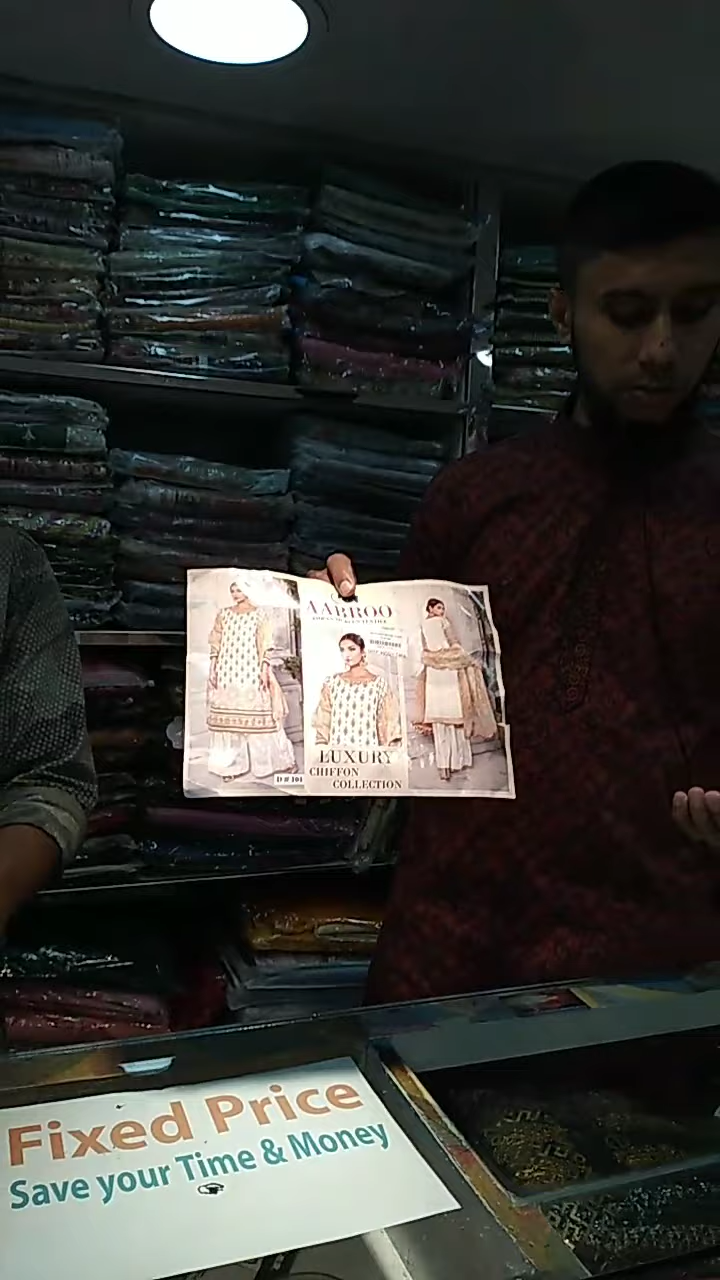 AABROO
D # 101
LUXURY
CHIFFON
COLLECTION
Fixed Price
Save your Time & Money